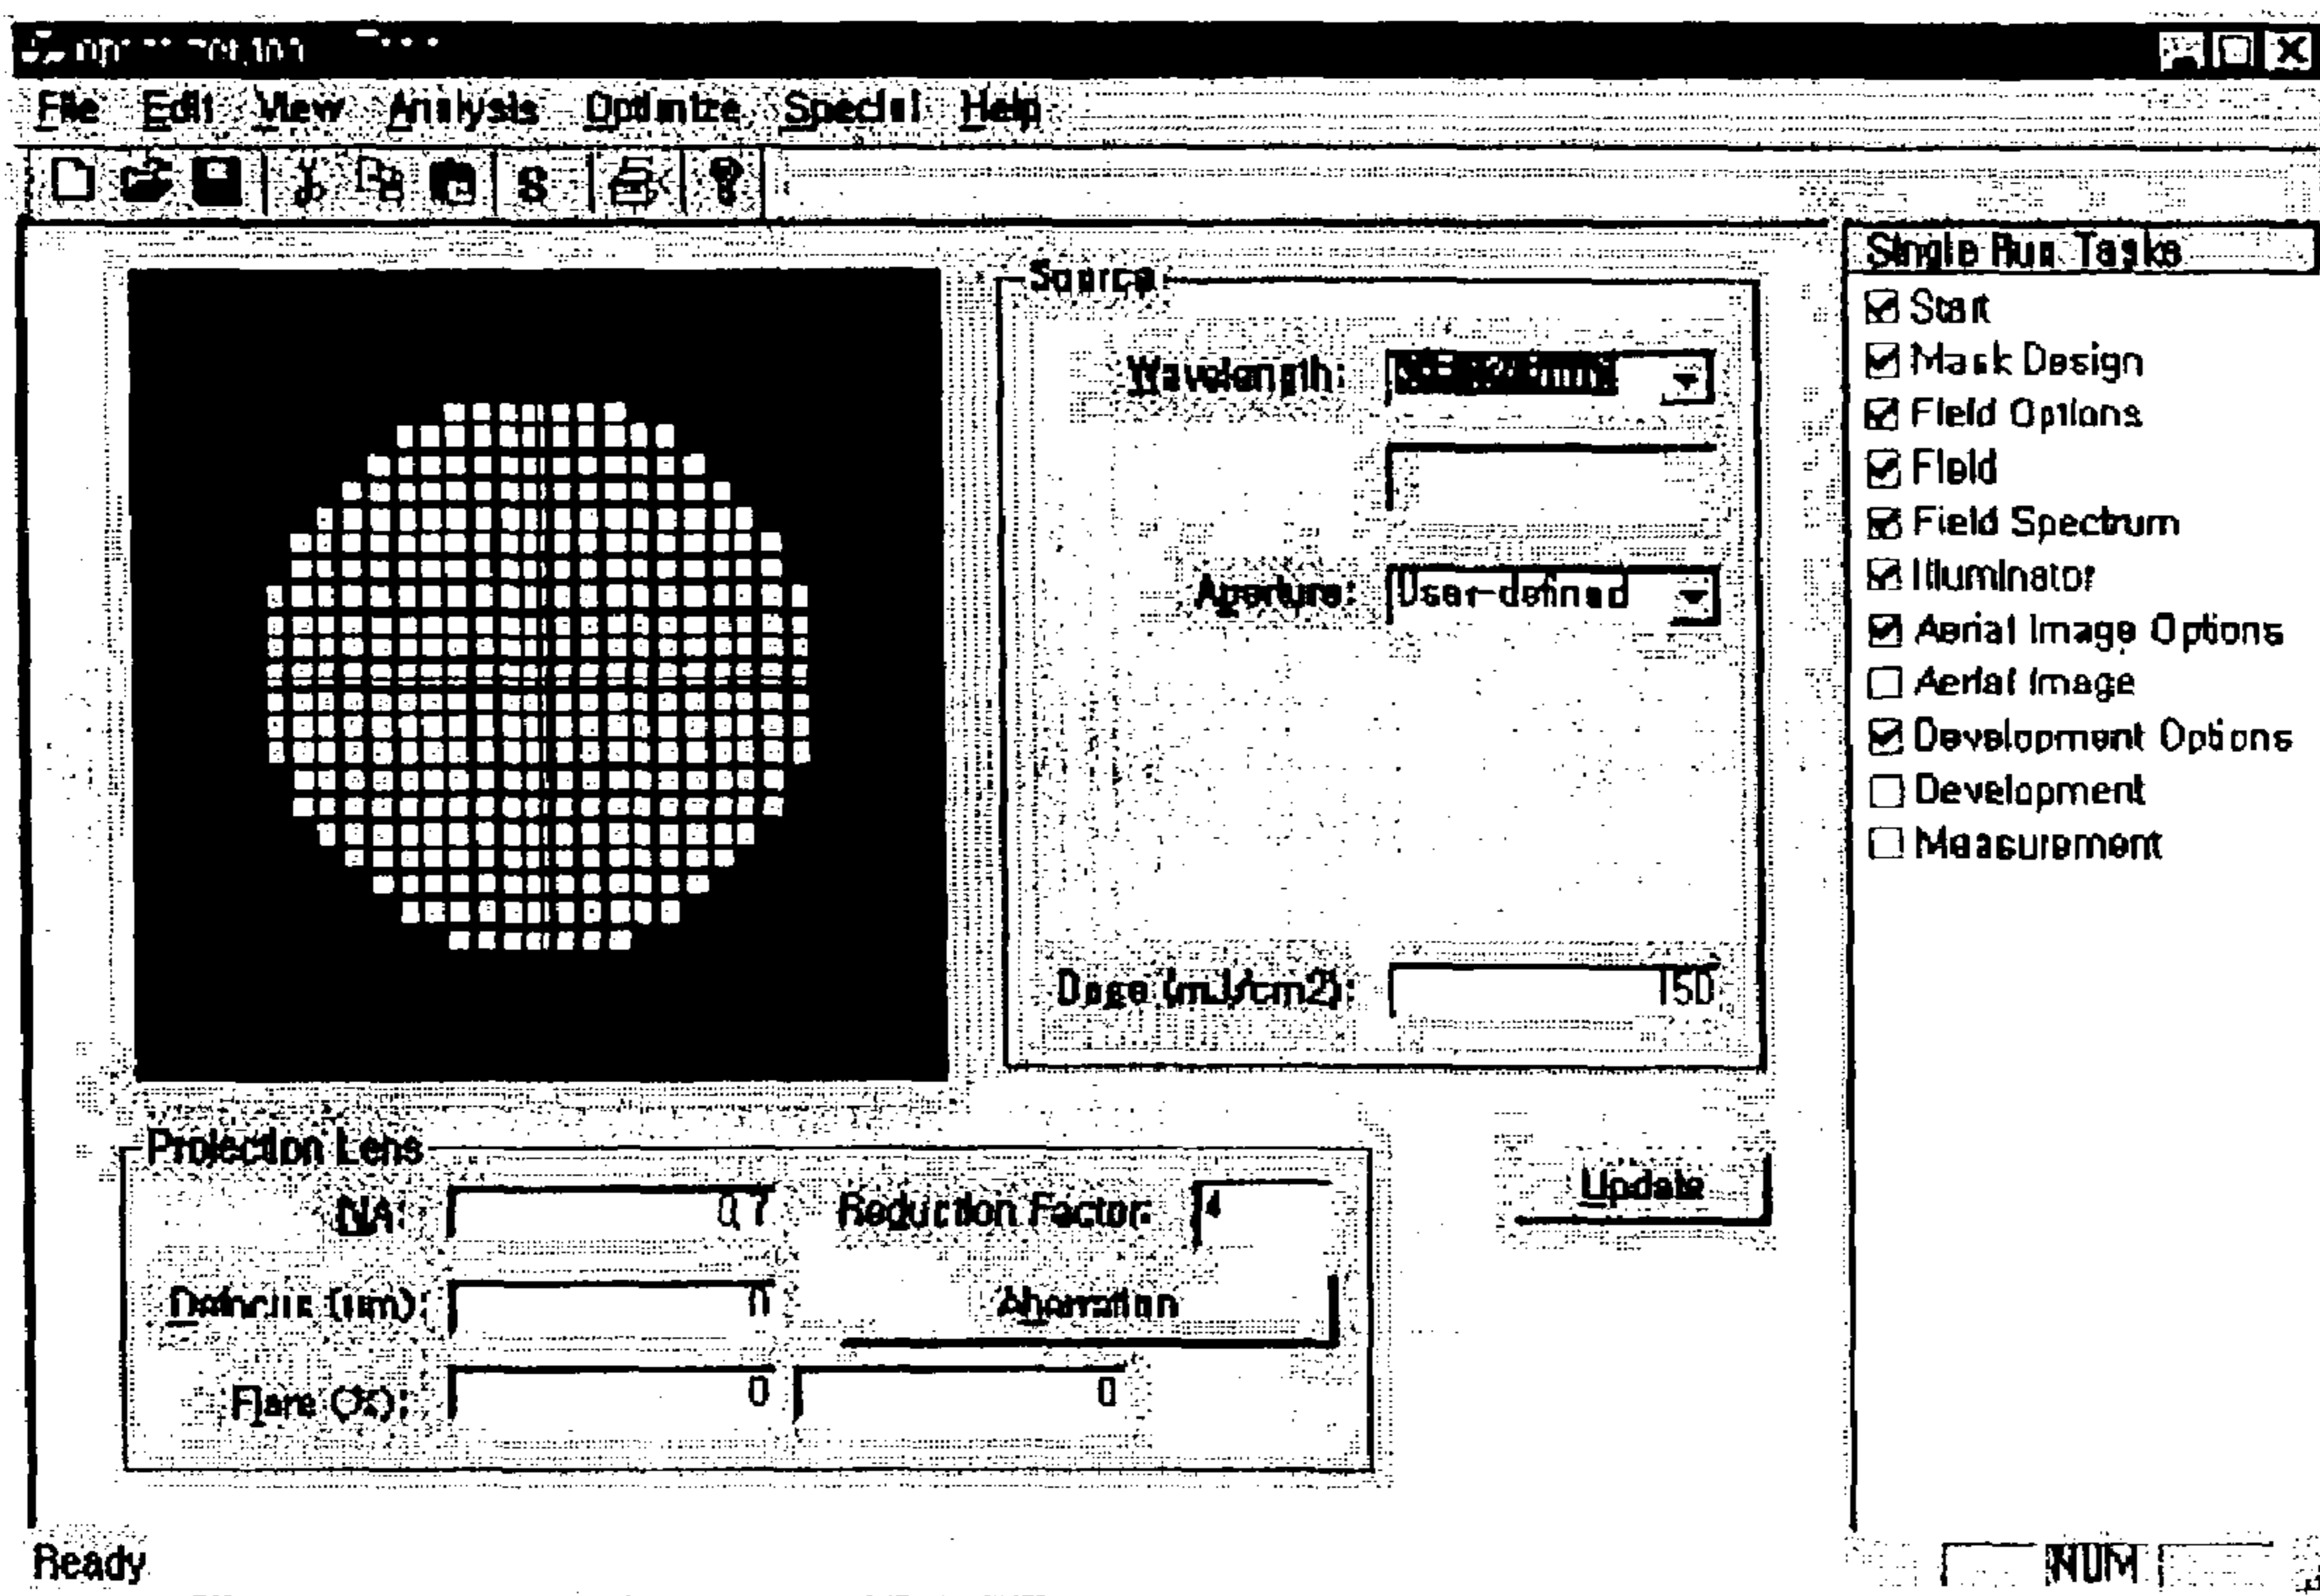 File Edit View Analysis Optimize Special Help
S
Single Run Tasks
Start
Mask Design
Field Options
Field
Field Spectrum
Illuminator
Aerial Image Options
Aerial Image
Development Options
Development
Measurement
Source
Wavelength:
Aperture: User-defined
Dose (mJ/cm2): 150
Projection Lens
NA: 0.7 Reduction Factor: 4
Defocus (um): 0 Aberration
Flare (%): 0 0
Update
Ready
NUM